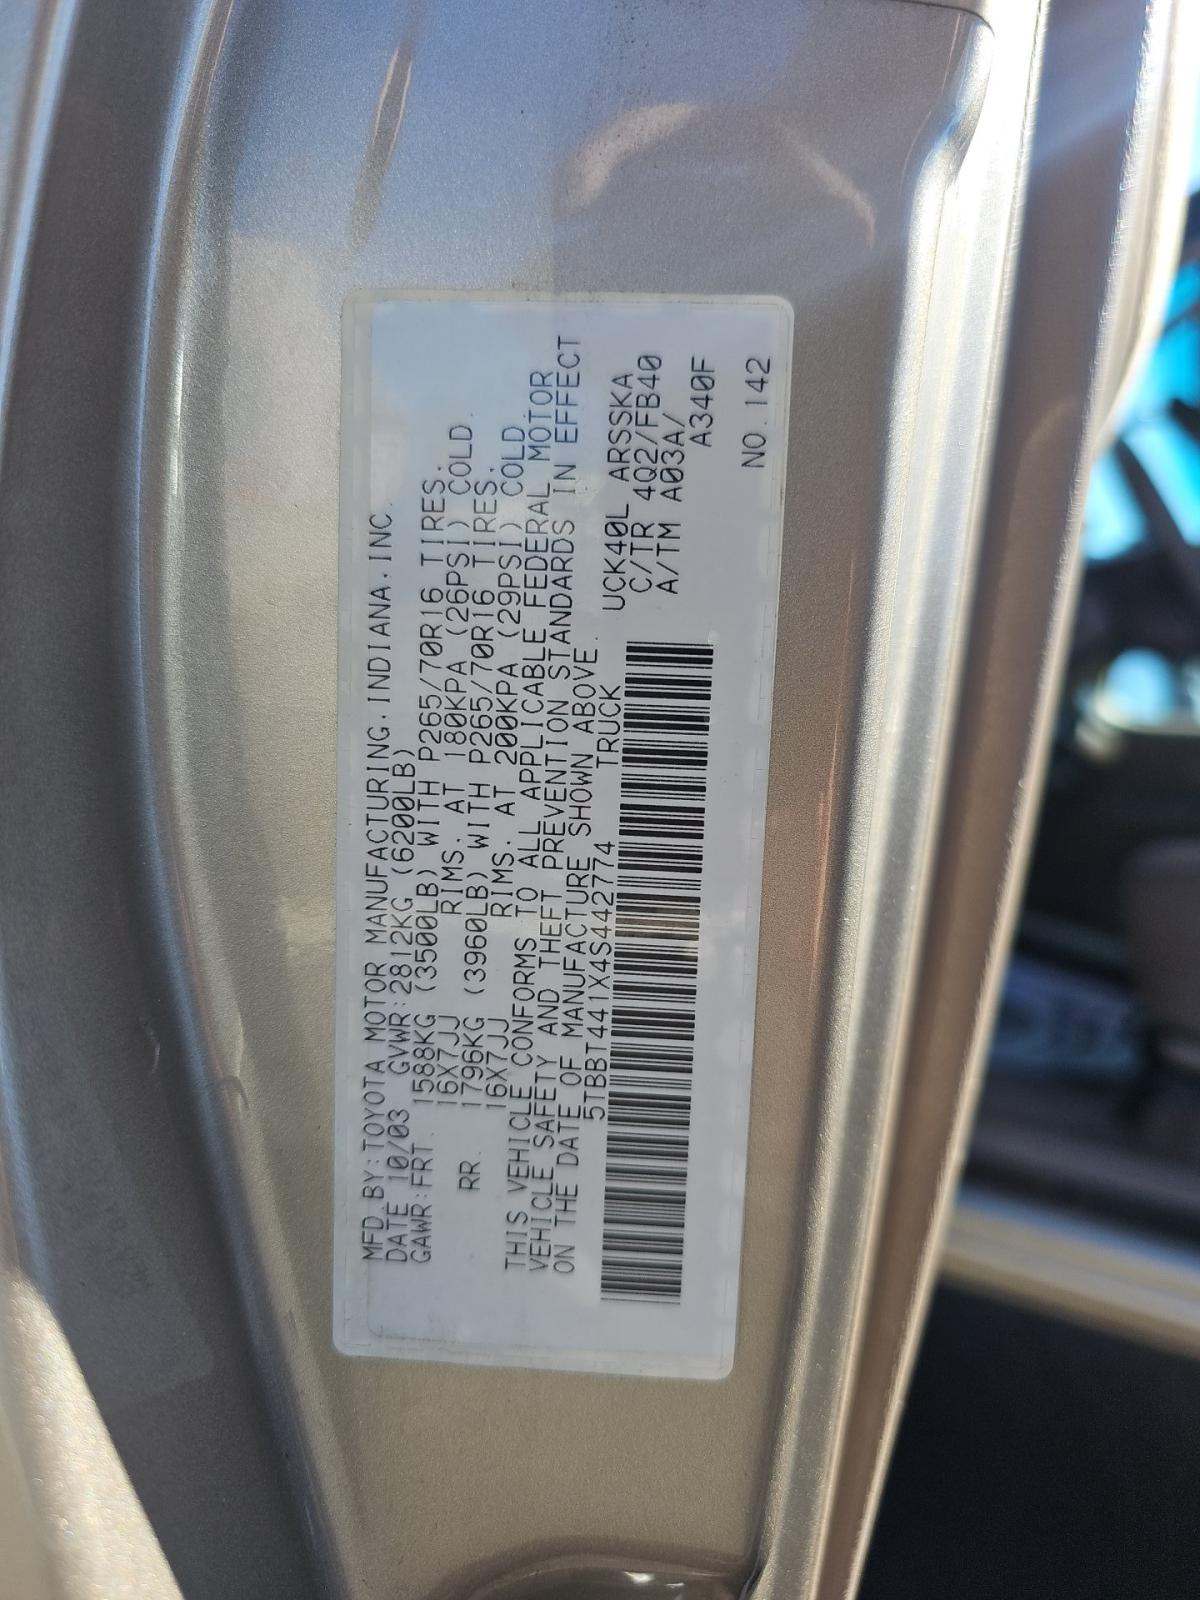 MFD.BY:TOYOTA MOTOR MANUFACTURING.INDIANA.INC.
DATE 10/03 GVWR:2812KG (6200LB)
GAWR:FRT. 1588KG (3500LB) WITH P265/70R16 TIRES.
16X7JJ RIMS. AT 180KPA (26PSI) COLD.
RR. 1796KG (3960LB) WITH P265/70R16 TIRES.
16X7JJ RIMS. AT 200KPA (29PSI) COLD
THIS VEHICLE CONFORMS TO ALL APPLICABLE FEDERAL MOTOR
VEHICLE SAFETY AND THEFT PREVENTION STANDARDS IN EFFECT
ON THE DATE OF MANUFACTURE SHOWN ABOVE.
5TBBT441X4S442774 TRUCK
UCK40L ARSSKA
C/TR 4Q2/FB40
A/TM A03A/
A340F
NO.142